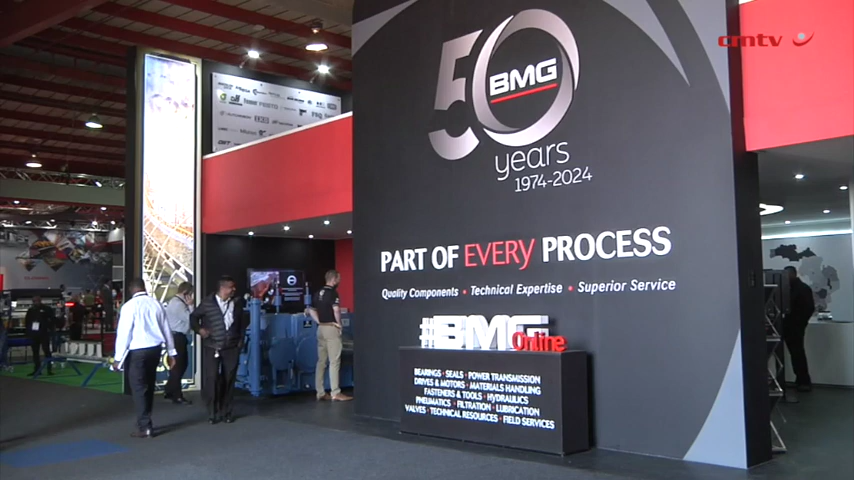 cmtv
50
BMG
years
1974-2024
FESTO
PART OF EVERY PROCESS
Quality Components • Technical Expertise • Superior Service
#BMG
Online
BEARINGS • SEALS • POWER TRANSMISSION
DRIVES & MOTORS • MATERIALS HANDLING
FASTENERS & TOOLS • HYDRAULICS
PNEUMATICS • FILTRATION • LUBRICATION
VALVES • TECHNICAL RESOURCES • FIELD SERVICES